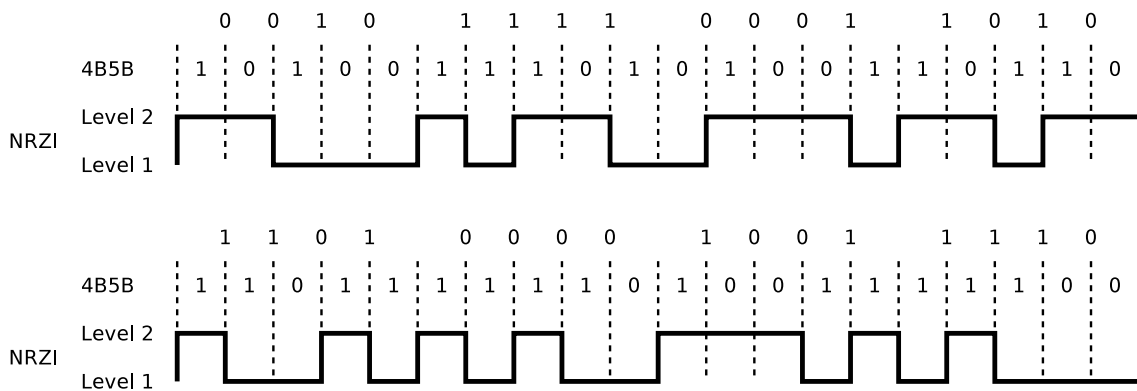 0 0 1 0 1 1 1 1 0 0 0 1 1 0 1 0
4B5B 1 0 1 0 0 1 1 1 0 1 0 1 0 0 1 1 0 1 1 0
Level 2
NRZI
Level 1
1 1 0 1 0 0 0 0 1 0 0 1 1 1 1 0
4B5B 1 1 0 1 1 1 1 1 1 0 1 0 0 1 1 1 1 1 0 0
Level 2
NRZI
Level 1